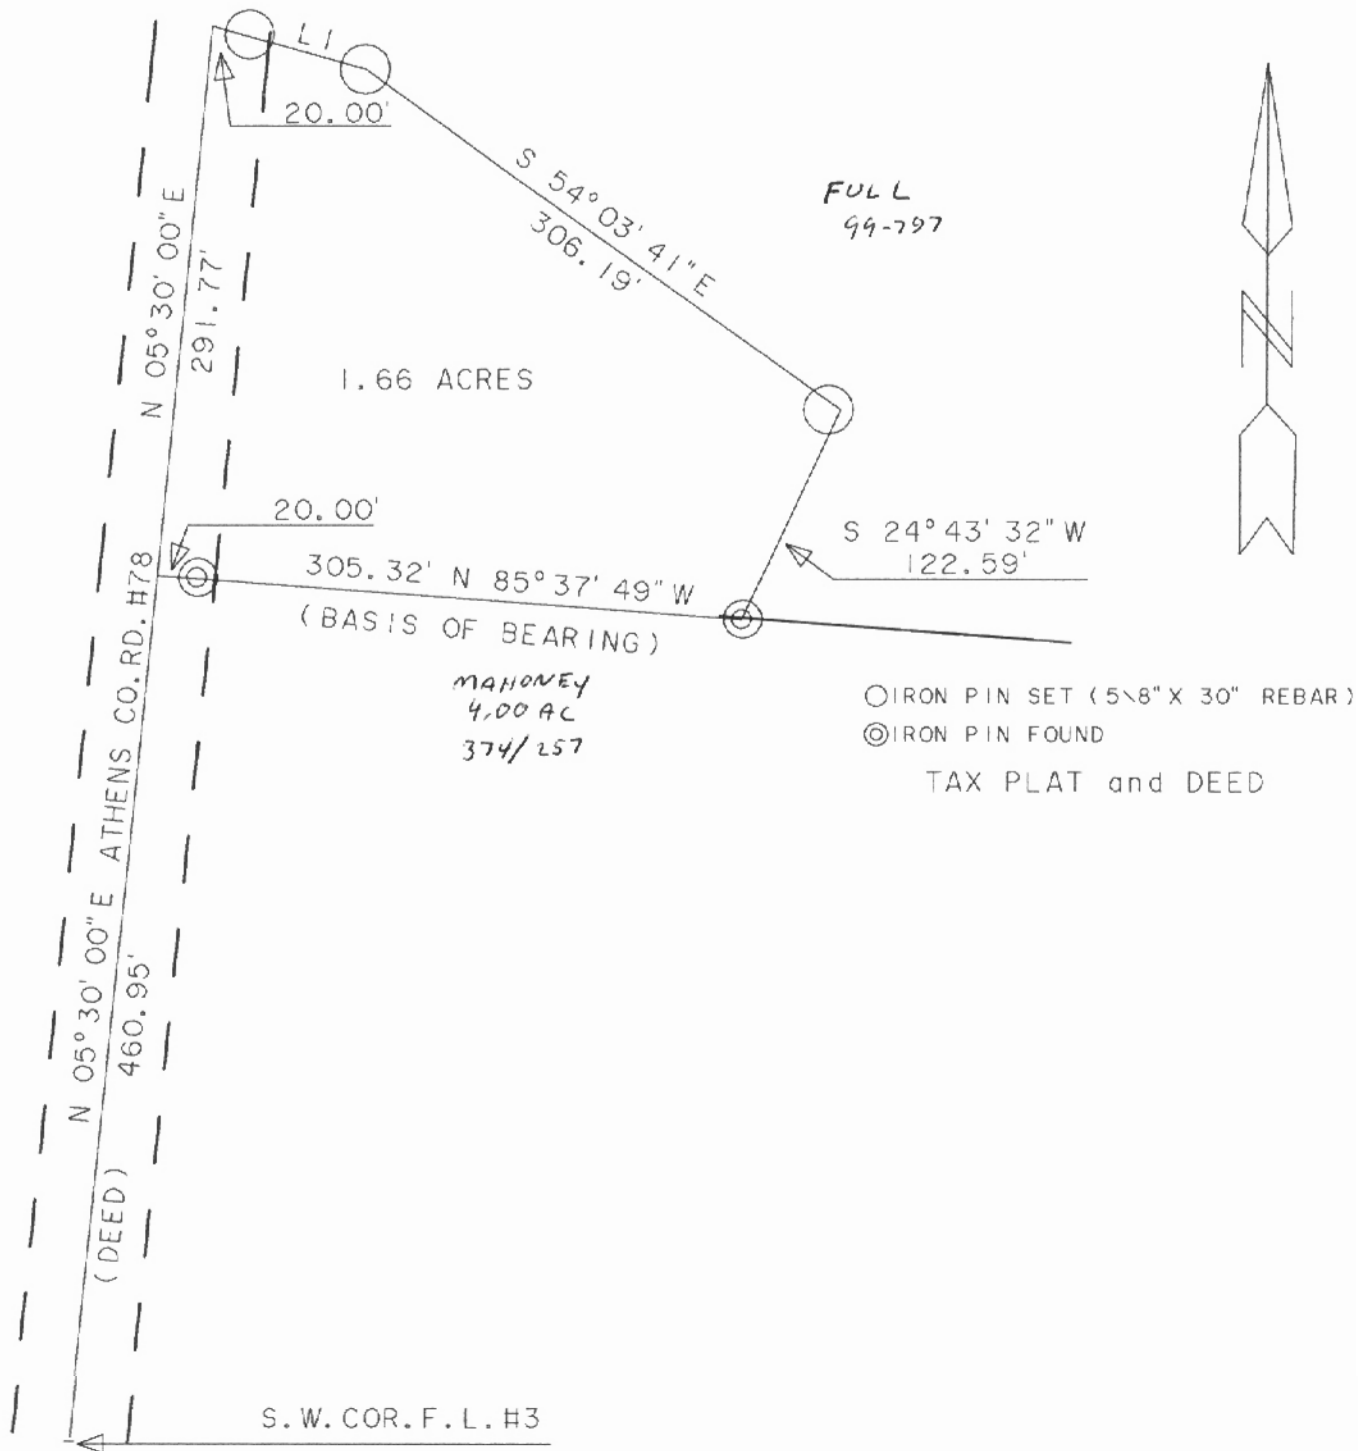 L1
20.00'
S 54°03'41"E
306.19'
FULL
99-797
N 05°30'00"E
291.77'
1.66 ACRES
N
20.00'
S 24°43'32"W
122.59'
305.32' N 85°37'49"W
(BASIS OF BEARING)
MAHONEY
4.00 AC
374/257
IRON PIN SET (5\8"X 30" REBAR)
IRON PIN FOUND
TAX PLAT and DEED
N 05°30'00"E ATHENS CO.RD.#78
460.95'
(DEED)
S.W.COR.F.L.#3